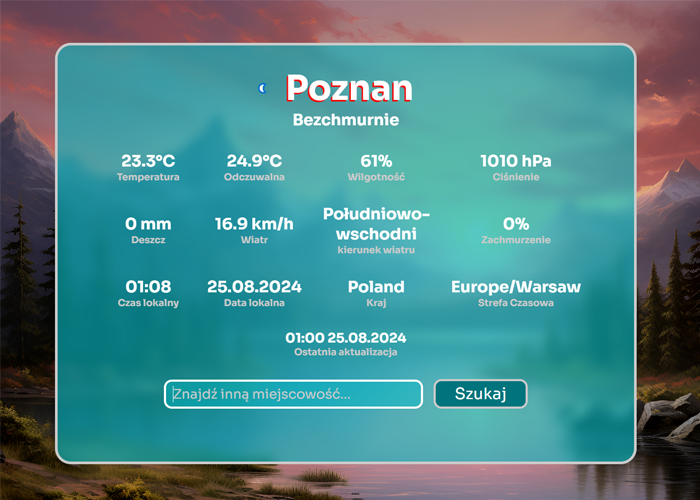 Poznan
Bezchmurnie
23.3°C 24.9°C 61% 1010 hPa
Temperatura Odczuwalna Wilgotność Ciśnienie
0 mm 16.9 km/h Południowo-
wschodni 0%
Deszcz Wiatr kierunek wiatru Zachmurzenie
01:08 25.08.2024 Poland Europe/Warsaw
Czas lokalny Data lokalna Kraj Strefa Czasowa
01:00 25.08.2024
Ostatnia aktualizacja
Znajdź inną miejscowość... Szukaj